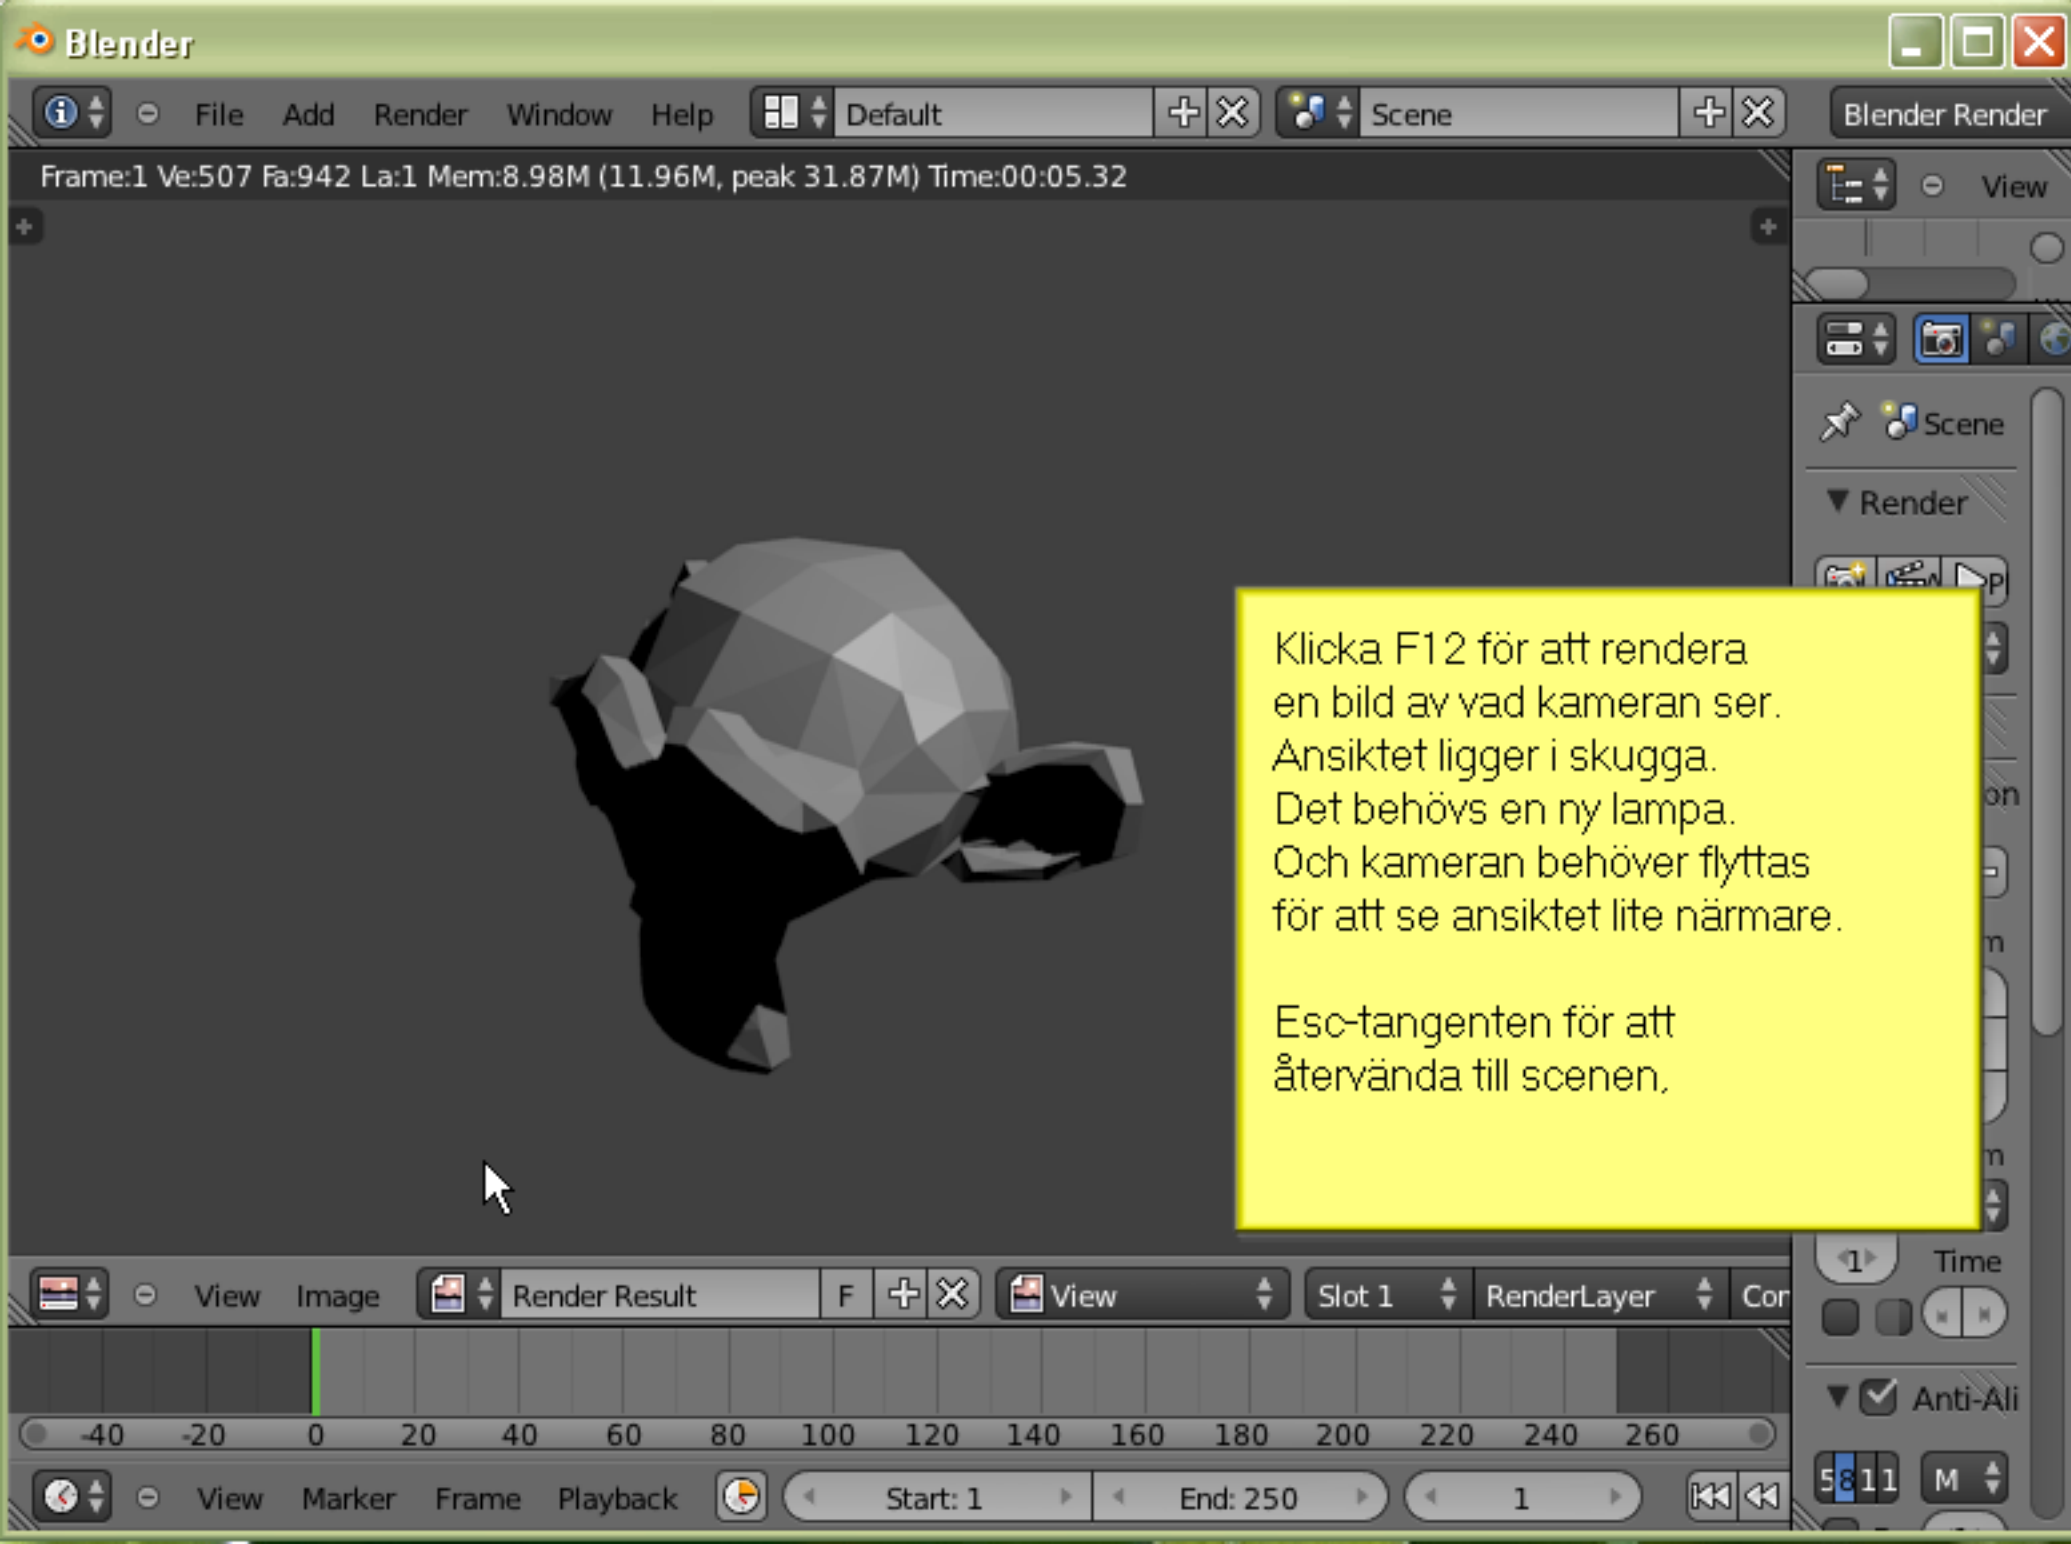 Blender
File Add Render Window Help Default Scene Blender Render
Frame:1 Ve:507 Fa:942 La:1 Mem:8.98M (11.96M, peak 31.87M) Time:00:05.32
View
Scene
Render
Klicka F12 för att rendera
en bild av vad kameran ser.
Ansiktet ligger i skugga.
Det behövs en ny lampa.
Och kameran behöver flyttas
för att se ansiktet lite närmare.
Esc-tangenten för att
återvända till scenen,
1 Time
View Image Render Result F View Slot 1 RenderLayer
Anti-Ali
-40 -20 0 20 40 60 80 100 120 140 160 180 200 220 240 260
5 8 11 M
View Marker Frame Playback Start: 1 End: 250 1